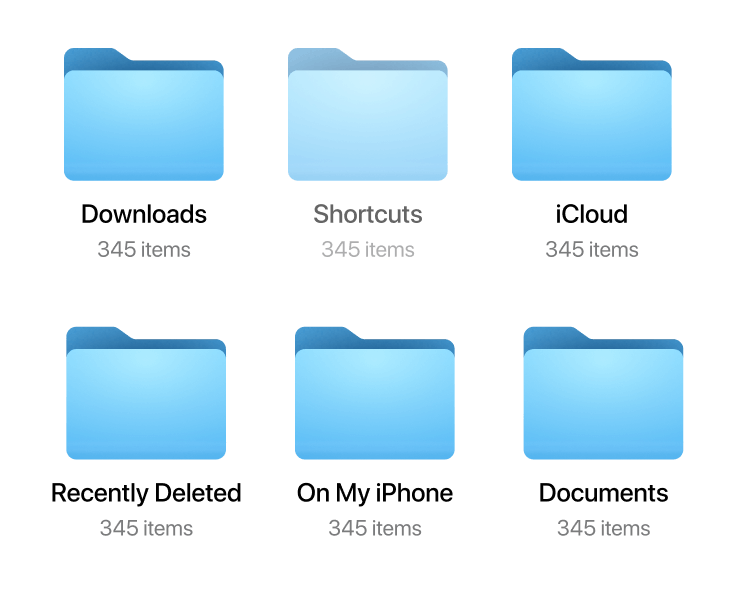 Downloads
345 items
Shortcuts
345 items
iCloud
345 items
Recently Deleted
345 items
On My iPhone
345 items
Documents
345 items